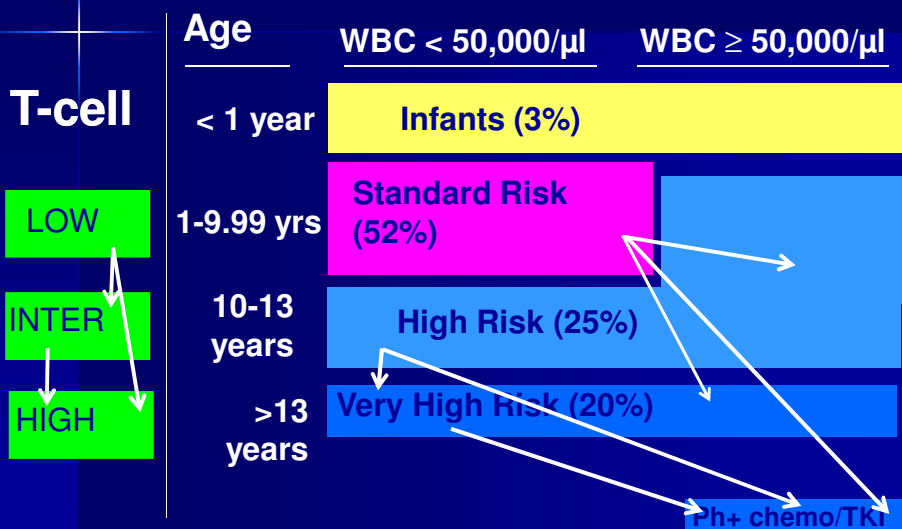 Age
WBC < 50,000/µl
WBC ≥ 50,000/µl
T-cell
< 1 year
Infants (3%)
LOW
1-9.99 yrs
Standard Risk
(52%)
INTER
10-13
years
High Risk (25%)
HIGH
>13
years
Very High Risk (20%)
Ph+ chemo/TKI